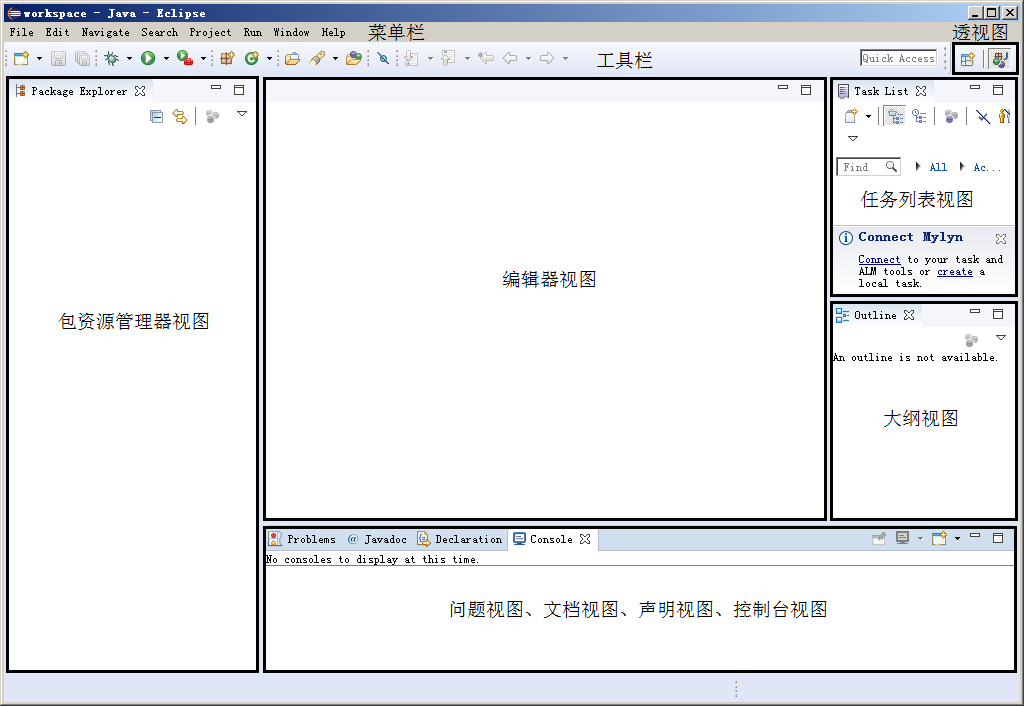 workspace - Java - Eclipse
File Edit Navigate Search Project Run Window Help 菜单栏 透视图
工具栏 Quick Access
Package Explorer
Task List
Find All Ac...
任务列表视图
Connect Mylyn
Connect to your task and
ALM tools or create a
local task.
编辑器视图
包资源管理器视图
Outline
An outline is not available.
大纲视图
Problems @ Javadoc Declaration Console
No consoles to display at this time.
问题视图、文档视图、声明视图、控制台视图